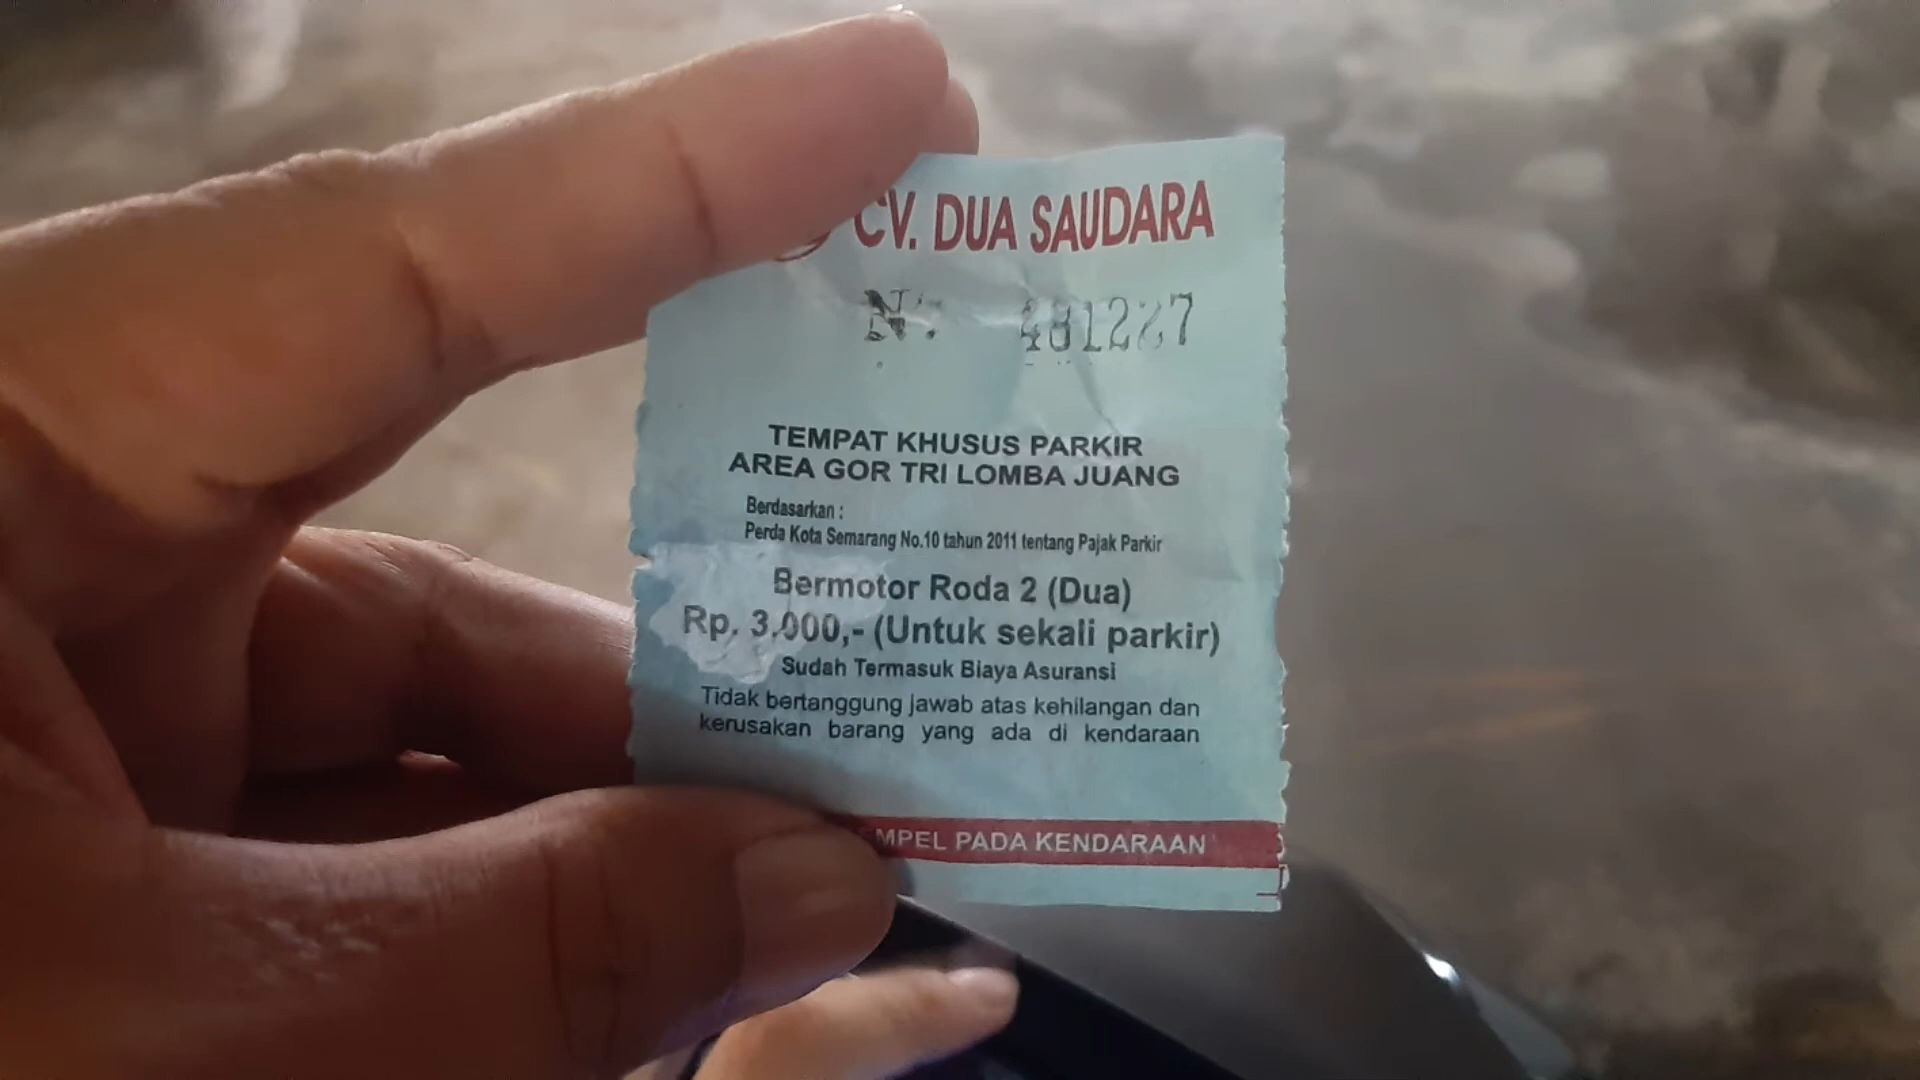 CV. DUA SAUDARA
Nº
TEMPAT KHUSUS PARKIR
AREA GOR TRI LOMBA JUANG
Berdasarkan :
Perda Kota Semarang No.10 tahun 2011 tentang Pajak Parkir
Bermotor Roda 2 (Dua)
Rp. 3.000,- (Untuk sekali parkir)
Sudah Termasuk Biaya Asuransi
Tidak bertanggung jawab atas kehilangan dan
kerusakan barang yang ada di kendaraan
PADA KENDARAAN